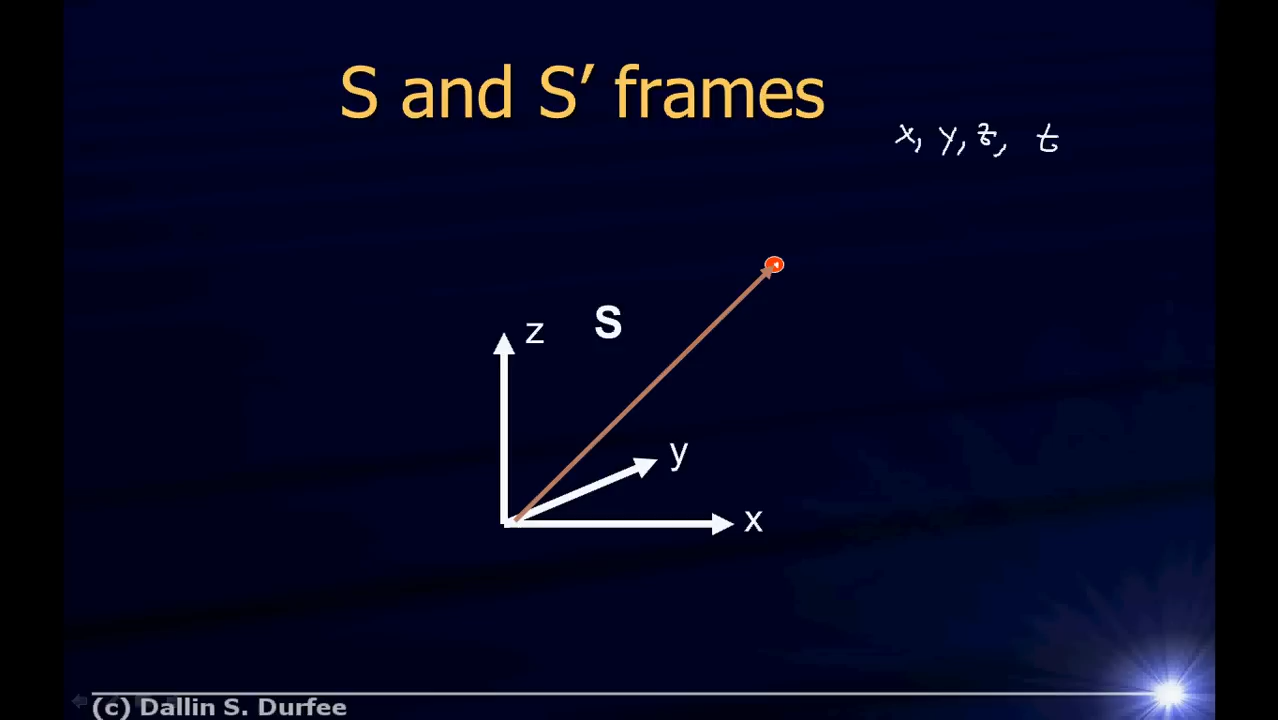 S and S’ frames
x, y, z, t
S
z
y
x
(c) Dallin S. Durfee